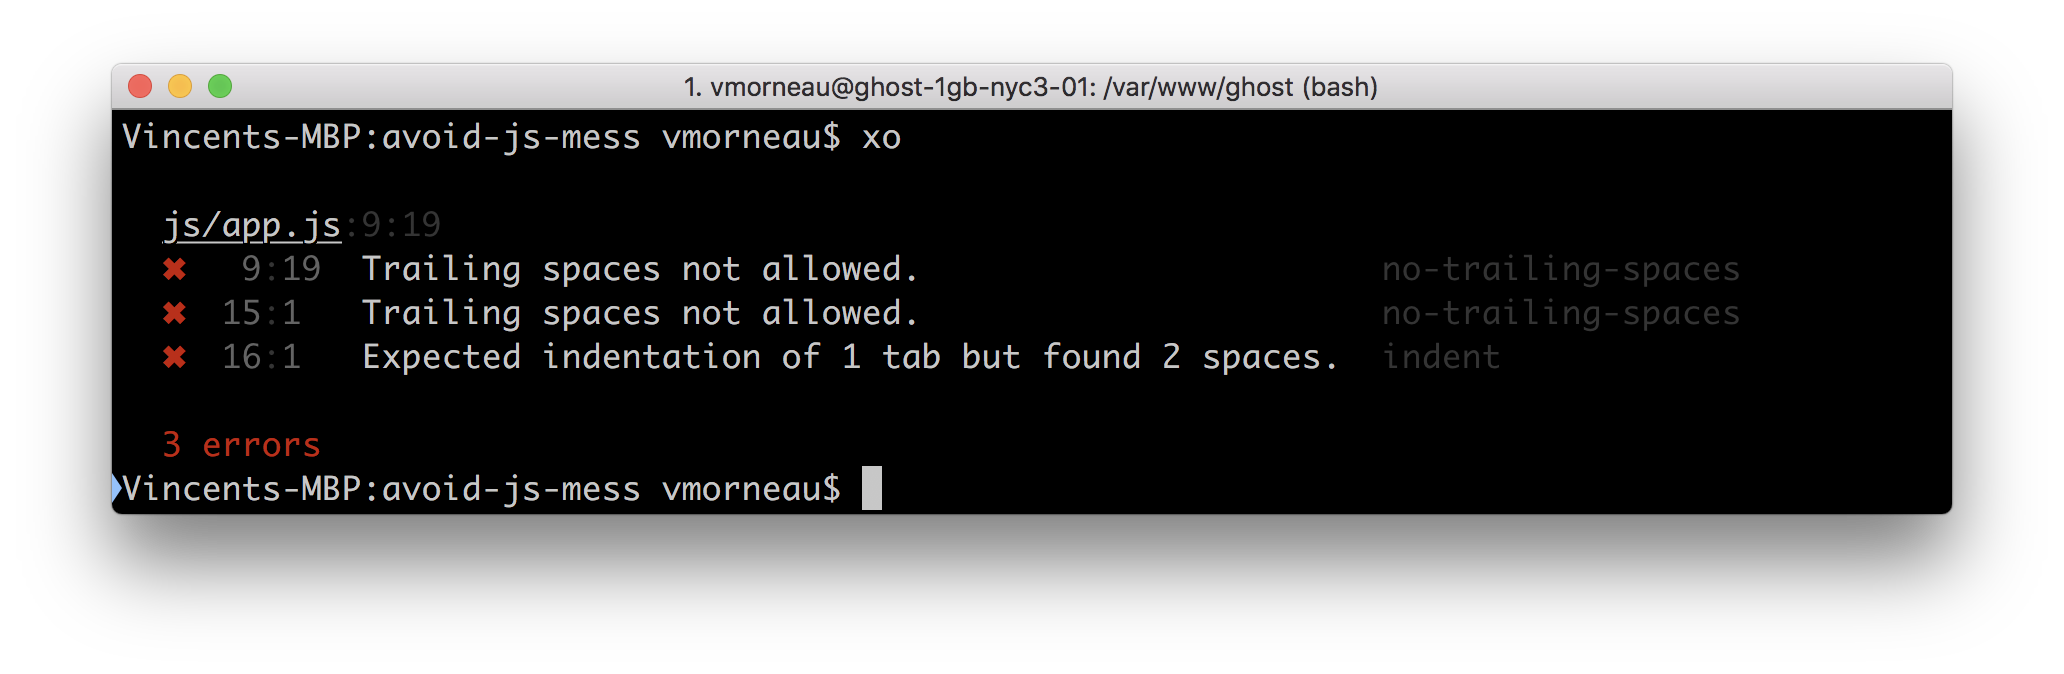 1. vmorneau@ghost-1gb-nyc3-01: /var/www/ghost (bash)
Vincents-MBP:avoid-js-mess vmorneau$ xo
js/app.js:9:19
✖ 9:19 Trailing spaces not allowed. no-trailing-spaces
✖ 15:1 Trailing spaces not allowed. no-trailing-spaces
✖ 16:1 Expected indentation of 1 tab but found 2 spaces. indent
3 errors
Vincents-MBP:avoid-js-mess vmorneau$